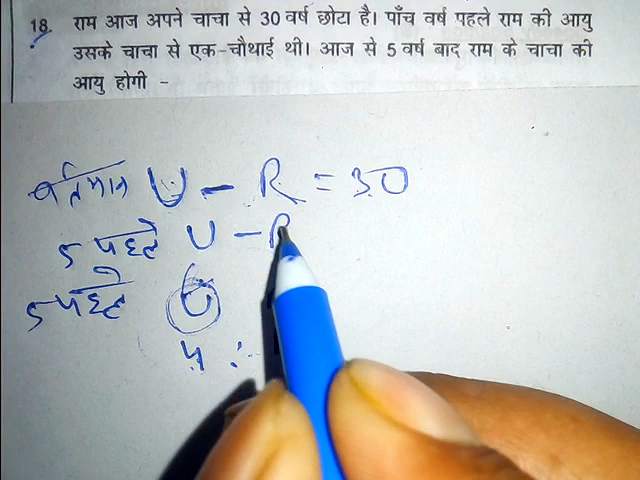 18. राम आज अपने चाचा से 30 वर्ष छोटा है। पाँच वर्ष पहले राम की आयु
उसके चाचा से एक-चौथाई थी। आज से 5 वर्ष बाद राम के चाचा की
आयु होगी -
वर्तमान U - R = 30
5 पहले U - R
5 पहले U
4 :